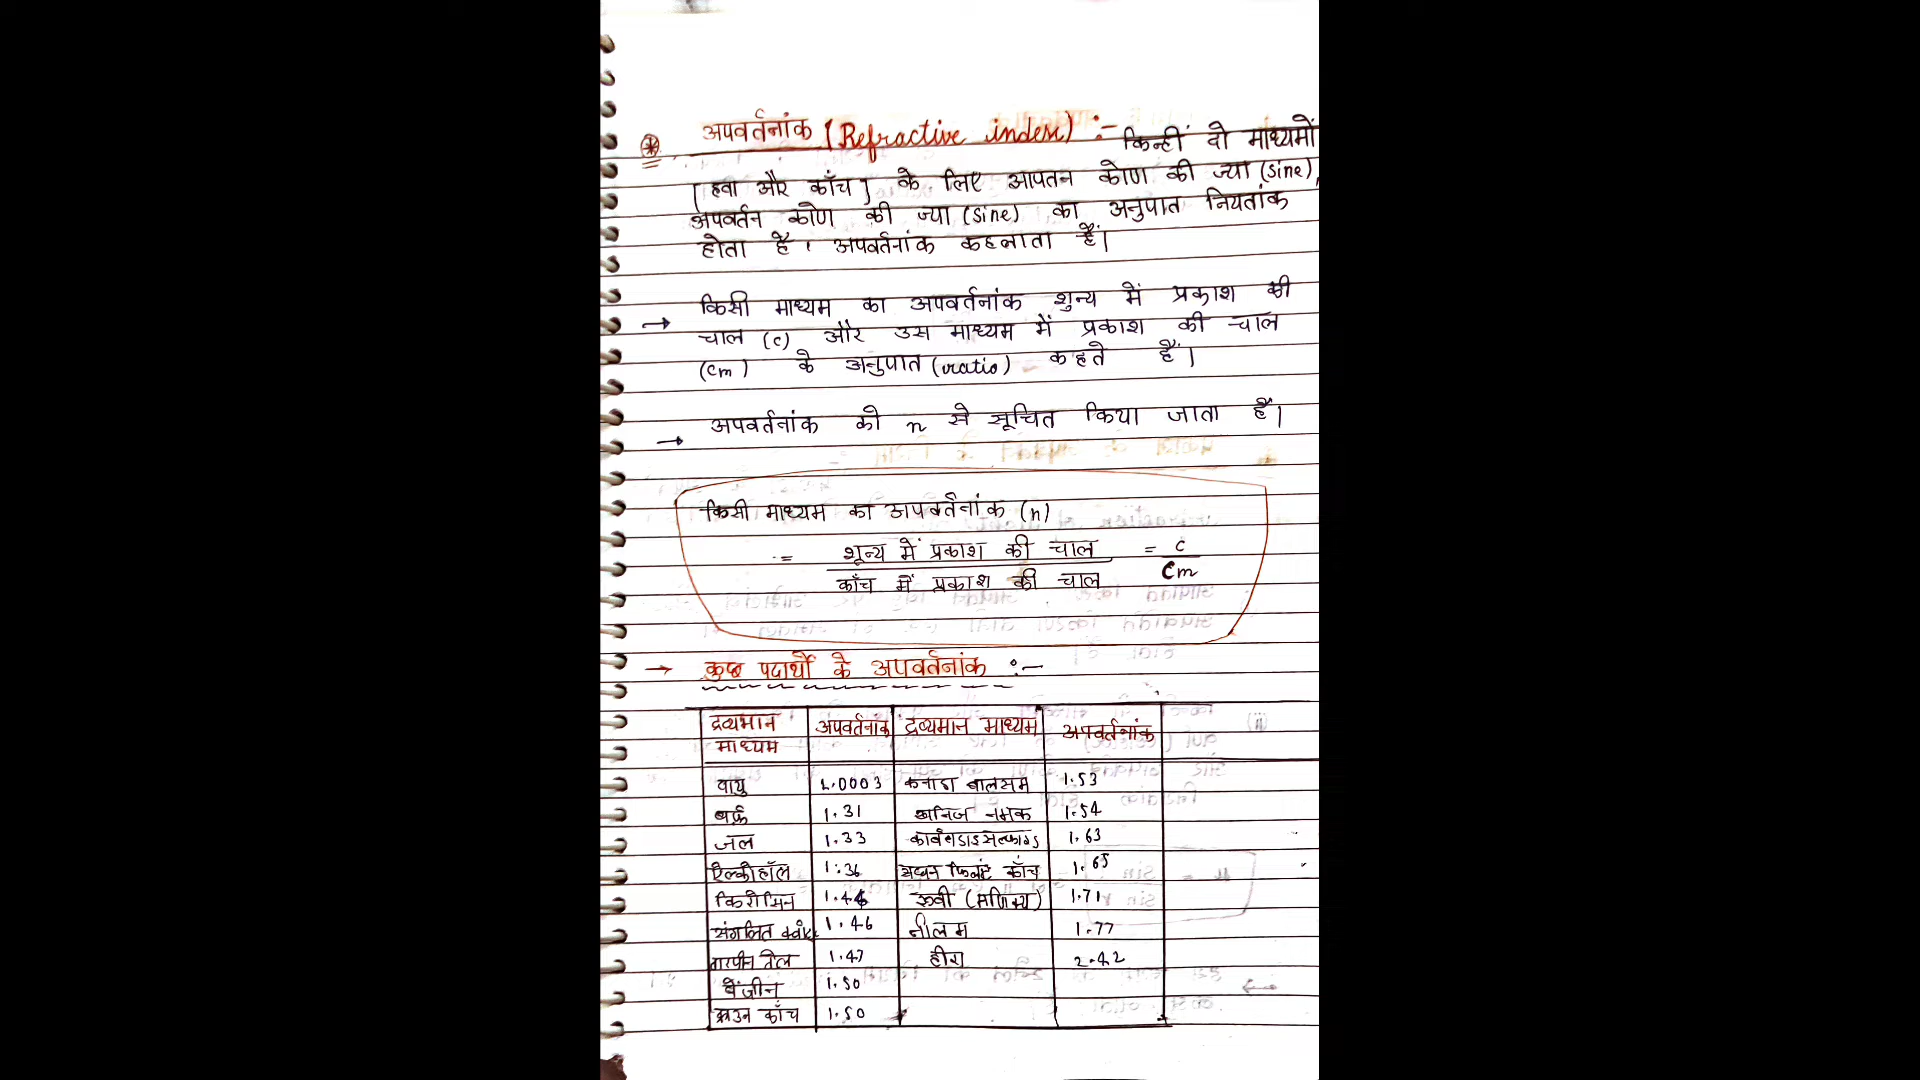 अपवर्तनांक (Refractive index) :- किन्हीं दो माध्यमों
(हवा और काँच) के लिए आपतन कोण की ज्या (sine),
अपवर्तन कोण की ज्या (sine) का अनुपात नियतांक
होता है। अपवर्तनांक कहलाता हैं।
→ किसी माध्यम का अपवर्तनांक शुन्य में प्रकाश की
चाल (c) और उस माध्यम में प्रकाश की चाल
(cm) के अनुपात (ratio) कहते हैं।
→ अपवर्तनांक को n से सूचित किया जाता हैं।
किसी माध्यम का अपवर्तनांक (n)
= शून्य में प्रकाश की चाल = c
काँच में प्रकाश की चाल Cm
→ कुछ पदार्थों के अपवर्तनांक :-
द्रव्यमान अपवर्तनांक द्रव्यमान माध्यम अपवर्तनांक
माध्यम
वायु 1.0003 कनाडा बालसम 1.53
बर्फ 1.31 खनिज नमक 1.54
जल 1.33 कार्बनडाइसल्फाइड 1.63
ऐल्कोहॉल 1.36 सघन फ्लिंट काँच 1.65
किरोसिन 1.44 रूबी (मणिक्य) 1.71
संगलित क्वार्ट्ज 1.46 नीलम 1.77
तारपीन तेल 1.47 हीरा 2.42
बेंजीन 1.50
क्राउन काँच 1.50